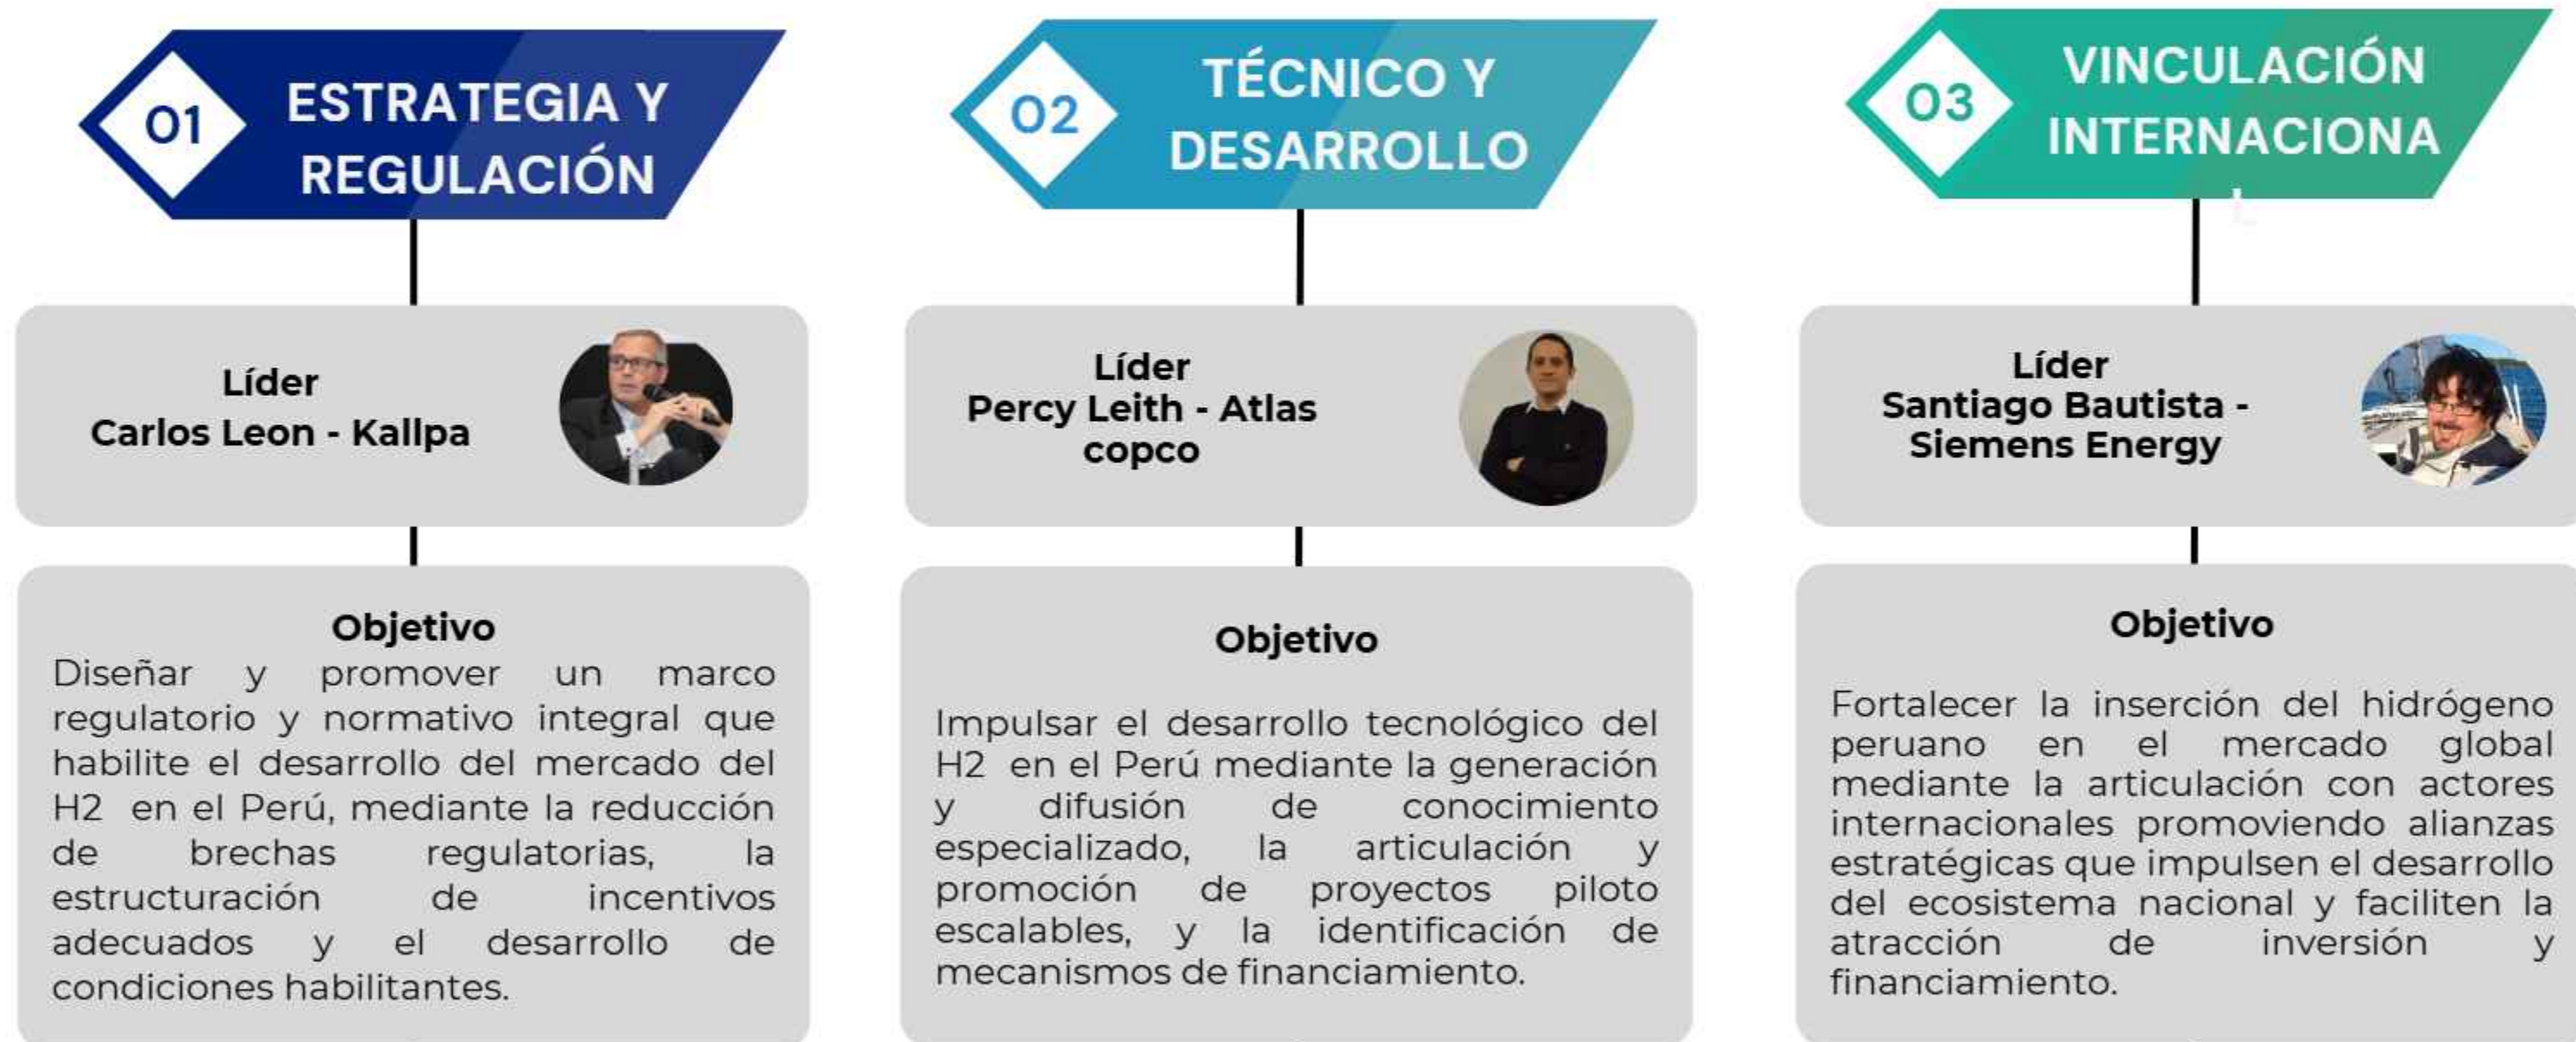 01
ESTRATEGIA Y
REGULACIÓN
Líder
Carlos Leon - Kallpa
Objetivo
Diseñar y promover un marco
regulatorio y normativo integral que
habilite el desarrollo del mercado del
H2 en el Perú, mediante la reducción
de brechas regulatorias, la
estructuración de incentivos
adecuados y el desarrollo de
condiciones habilitantes.
02
TÉCNICO Y
DESARROLLO
Líder
Percy Leith - Atlas
copco
Objetivo
Impulsar el desarrollo tecnológico del
H2 en el Perú mediante la generación
y difusión de conocimiento
especializado, la articulación y
promoción de proyectos piloto
escalables, y la identificación de
mecanismos de financiamiento.
03
VINCULACIÓN
INTERNACIONA
L
Líder
Santiago Bautista -
Siemens Energy
Objetivo
Fortalecer la inserción del hidrógeno
peruano en el mercado global
mediante la articulación con actores
internacionales promoviendo alianzas
estratégicas que impulsen el desarrollo
del ecosistema nacional y faciliten la
atracción de inversión y
financiamiento.